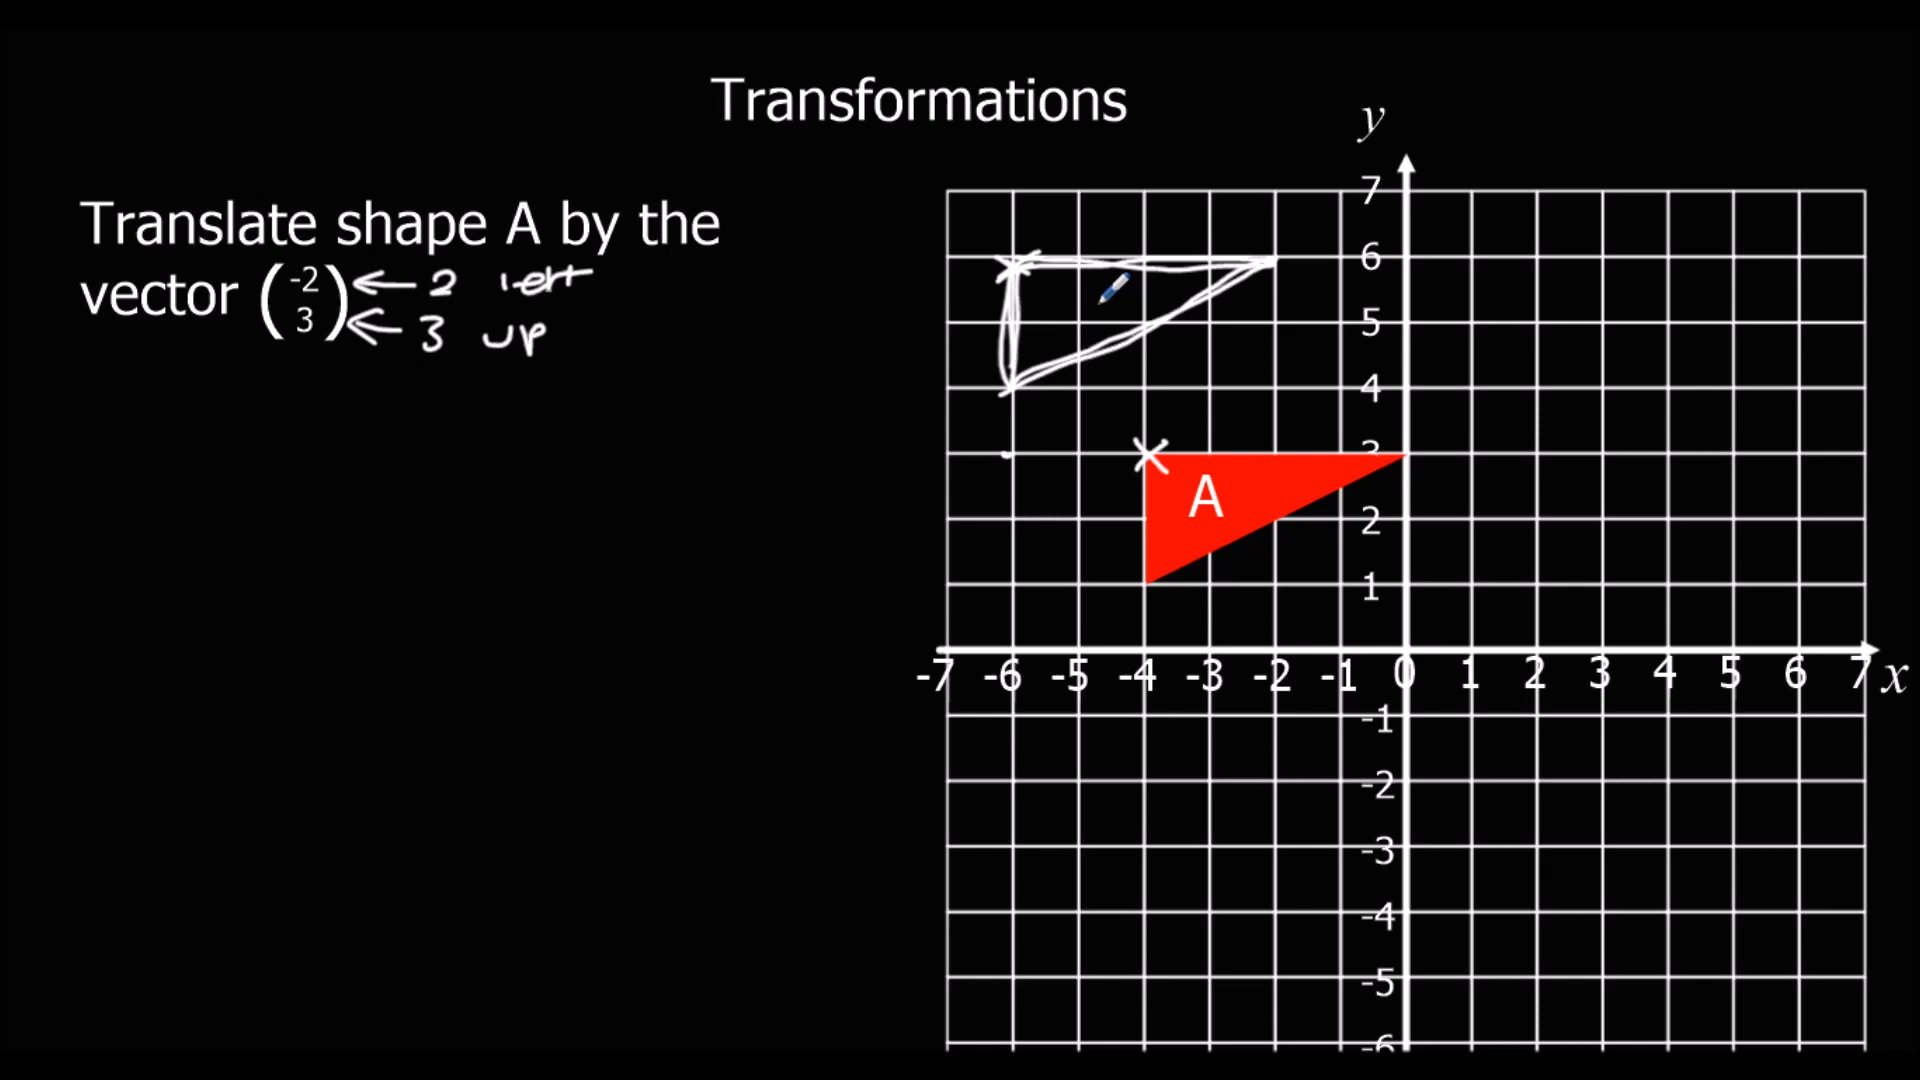 Transformations
y
Translate shape A by the
vector (-2 3) ← 2 left
← 3 up
7
6
5
4
3
A
2
1
-7 -6 -5 -4 -3 -2 -1 0 1 2 3 4 5 6 7 x
-1
-2
-3
-4
-5
-6